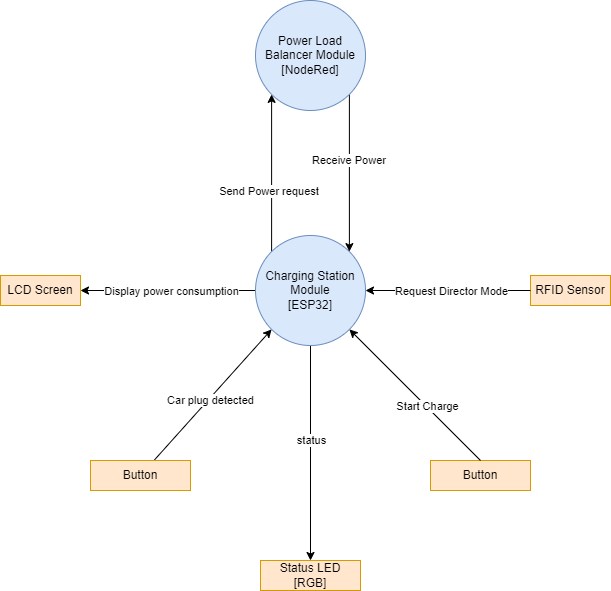 Power Load
Balancer Module
[NodeRed]
Receive Power
Send Power request
Charging Station
Module
[ESP32]
LCD Screen
Display power consumption
Request Director Mode
RFID Sensor
Car plug detected
Start Charge
status
Button
Button
Status LED
[RGB]